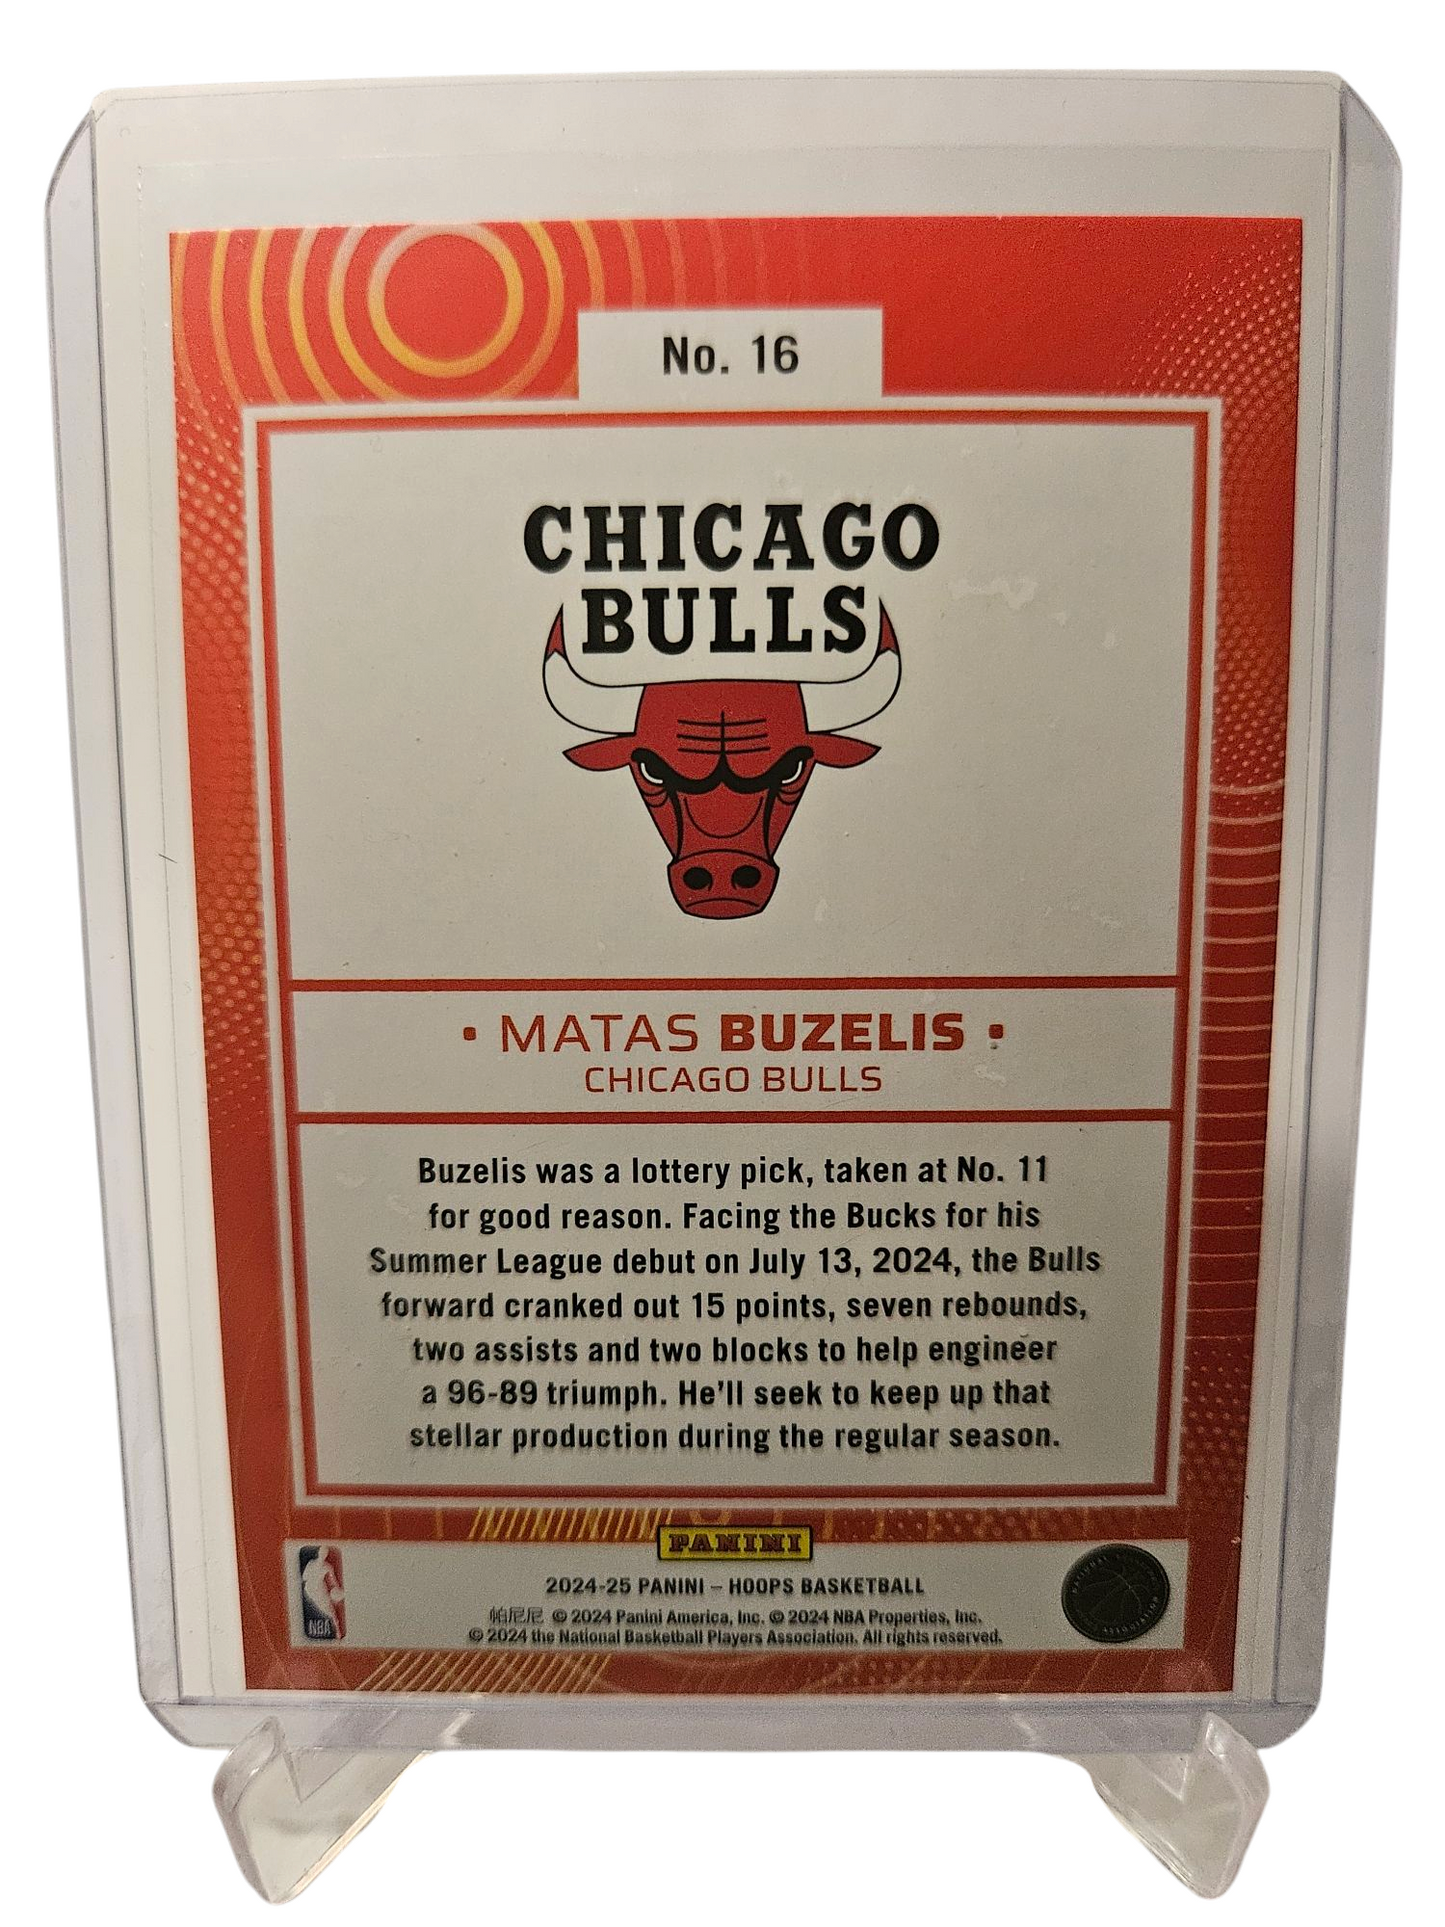 No. 16
CHICAGO
BULLS
• MATAS BUZELIS •
CHICAGO BULLS
Buzelis was a lottery pick, taken at No. 11
for good reason. Facing the Bucks for his
Summer League debut on July 13, 2024, the Bulls
forward cranked out 15 points, seven rebounds,
two assists and two blocks to help engineer
a 96-89 triumph. He'll seek to keep up that
stellar production during the regular season.
PANINI
NBA
2024-25 PANINI – HOOPS BASKETBALL
帕尼尼 © 2024 Panini America, Inc. © 2024 NBA Properties, Inc.
© 2024 the National Basketball Players Association. All rights reserved.